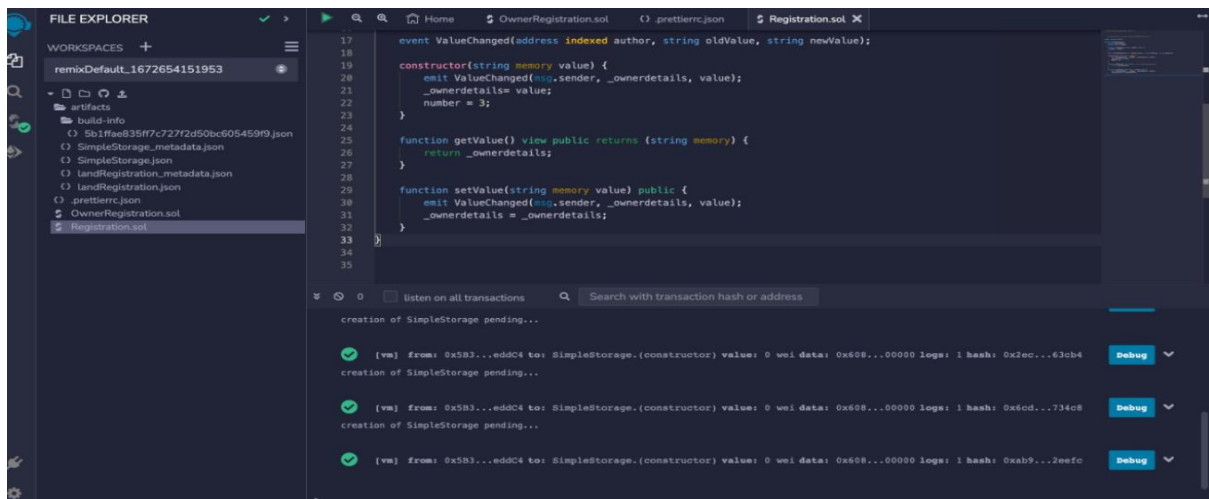 FILE EXPLORER
WORKSPACES +
remixDefault_1672654151953
artifacts
build-info
5b1ffae835ff7c727f2d50bc605459f9.json
SimpleStorage_metadata.json
SimpleStorage.json
landRegistration_metadata.json
landRegistration.json
.prettierrc.json
OwnerRegistration.sol
Registration.sol
Home OwnerRegistration.sol .prettierrc.json Registration.sol
17 event ValueChanged(address indexed author, string oldValue, string newValue);
18
19 constructor(string memory value) {
20 emit ValueChanged(msg.sender, _ownerdetails, value);
21 _ownerdetails= value;
22 number = 3;
23 }
24
25 function getValue() view public returns (string memory) {
26 return _ownerdetails;
27 }
28
29 function setValue(string memory value) public {
30 emit ValueChanged(msg.sender, _ownerdetails, value);
31 _ownerdetails = _ownerdetails;
32 }
33 }
34
35
0 listen on all transactions Search with transaction hash or address
creation of SimpleStorage pending...
[vm] from: 0x5B3...eddC4 to: SimpleStorage.(constructor) value: 0 wei data: 0x608...00000 logs: 1 hash: 0x2ec...63cb4 Debug
creation of SimpleStorage pending...
[vm] from: 0x5B3...eddC4 to: SimpleStorage.(constructor) value: 0 wei data: 0x608...00000 logs: 1 hash: 0x6cd...734c8 Debug
creation of SimpleStorage pending...
[vm] from: 0x5B3...eddC4 to: SimpleStorage.(constructor) value: 0 wei data: 0x608...00000 logs: 1 hash: 0xab9...2eefc Debug